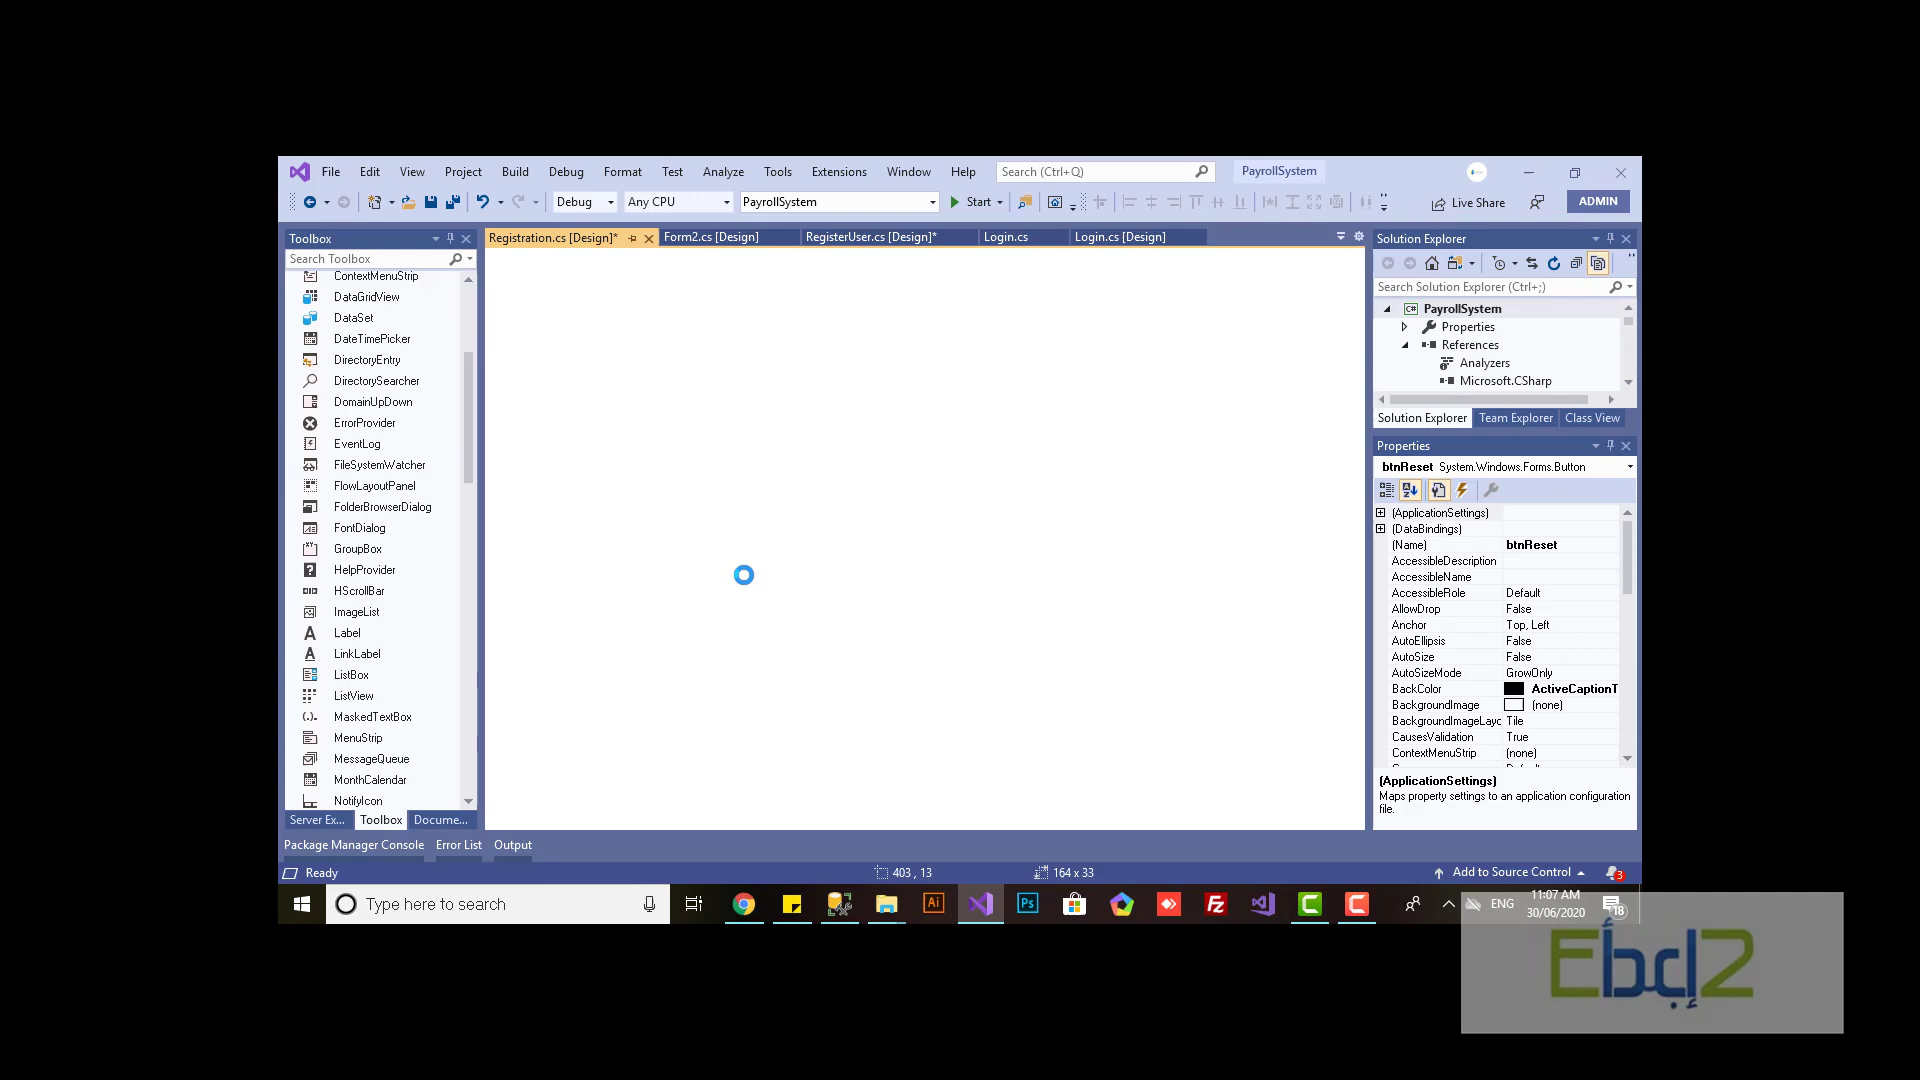 File Edit View Project Build Debug Format Test Analyze Tools Extensions Window Help Search (Ctrl+Q) PayrollSystem
Debug Any CPU PayrollSystem Start Live Share ADMIN
Toolbox
Search Toolbox
ContextMenuStrip
DataGridView
DataSet
DateTimePicker
DirectoryEntry
DirectorySearcher
DomainUpDown
ErrorProvider
EventLog
FileSystemWatcher
FlowLayoutPanel
FolderBrowserDialog
FontDialog
GroupBox
HelpProvider
HScrollBar
ImageList
Label
LinkLabel
ListBox
ListView
MaskedTextBox
MenuStrip
MessageQueue
MonthCalendar
NotifyIcon
Server Ex... Toolbox Docume...
Registration.cs [Design]* Form2.cs [Design] RegisterUser.cs [Design]* Login.cs Login.cs [Design]
Solution Explorer
Search Solution Explorer (Ctrl+;)
C# PayrollSystem
Properties
References
Analyzers
Microsoft.CSharp
Solution Explorer Team Explorer Class View
Properties
btnReset System.Windows.Forms.Button
(ApplicationSettings)
(DataBindings)
(Name) btnReset
AccessibleDescription
AccessibleName
AccessibleRole Default
AllowDrop False
Anchor Top, Left
AutoEllipsis False
AutoSize False
AutoSizeMode GrowOnly
BackColor ActiveCaptionT
BackgroundImage (none)
BackgroundImageLayc Tile
CausesValidation True
ContextMenuStrip (none)
(ApplicationSettings)
Maps property settings to an application configuration
file.
Package Manager Console Error List Output
Ready 403 , 13 164 x 33 Add to Source Control 3
Type here to search Ai Ps Fz ENG 11:07 AM
30/06/2020 18
Eإبدأ2